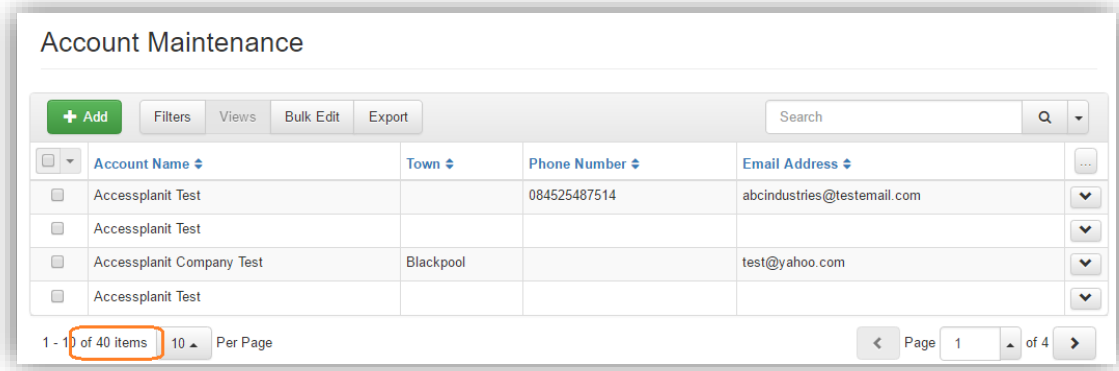 Account Maintenance
Add Filters Views Bulk Edit Export Search
Account Name Town Phone Number Email Address ...
Accessplanit Test 084525487514 abcindustries@testemail.com
Accessplanit Test
Accessplanit Company Test Blackpool test@yahoo.com
Accessplanit Test
1 - 10 of 40 items 10 Per Page Page 1 of 4